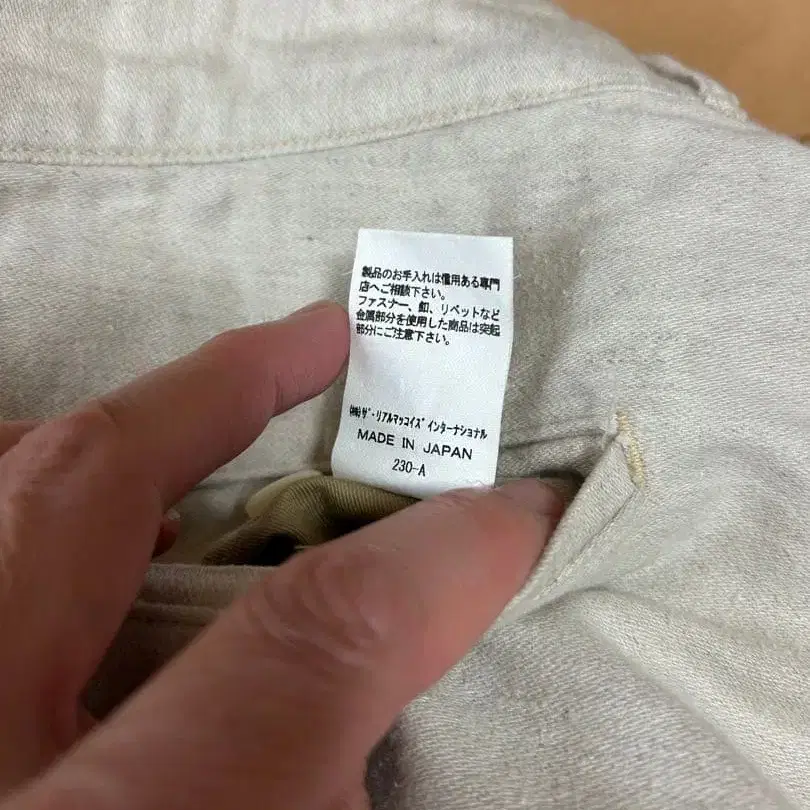 製品のお手入れは信用ある専門
店へご相談下さい。
ファスナー、釦、リベットなど
金属部分を使用した商品は突起
部分にご注意下さい。
㈱ｻﾞ･ﾘｱﾙﾏｯｺｲｽﾞｲﾝﾀｰﾅｼｮﾅﾙ
MADE IN JAPAN
230-A